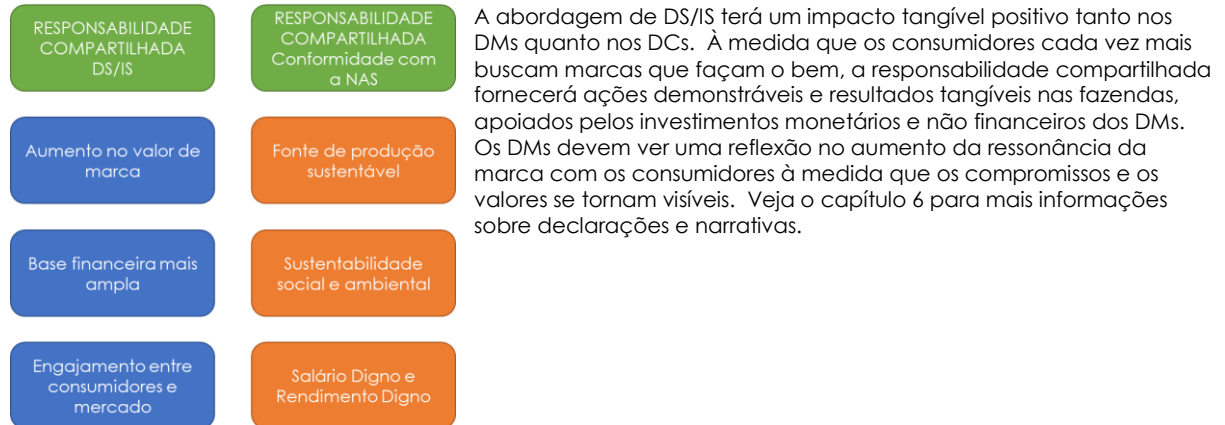 RESPONSABILIDADE
COMPARTILHADA
DS/IS
RESPONSABILIDADE
COMPARTILHADA
Conformidade com
a NAS
Aumento no valor de
marca
Fonte de produção
sustentável
Base financeira mais
ampla
Sustentabilidade
social e ambiental
Engajamento entre
consumidores e
mercado
Salário Digno e
Rendimento Digno
A abordagem de DS/IS terá um impacto tangível positivo tanto nos
DMs quanto nos DCs.  À medida que os consumidores cada vez mais
buscam marcas que façam o bem, a responsabilidade compartilhada
fornecerá ações demonstráveis e resultados tangíveis nas fazendas,
apoiados pelos investimentos monetários e não financeiros dos DMs.
Os DMs devem ver uma reflexão no aumento da ressonância da
marca com os consumidores à medida que os compromissos e os
valores se tornam visíveis.  Veja o capítulo 6 para mais informações
sobre declarações e narrativas.